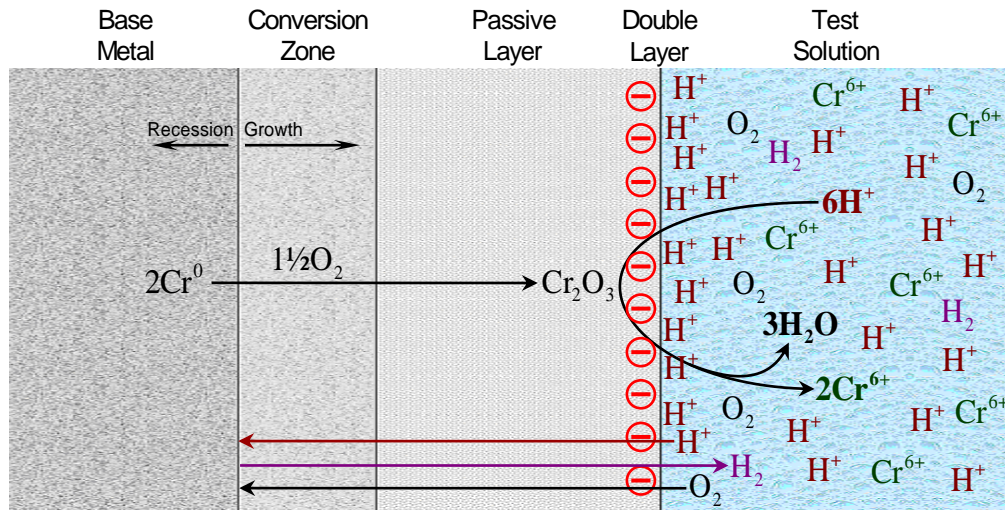 Base Metal
Conversion Zone
Passive Layer
Double Layer
Test Solution
Recession
Growth
H⁺
Cr⁶⁺
H⁺
Cr⁶⁺
H⁺
O₂
H⁺
H₂
H⁺
H⁺
O₂
H⁺
H⁺
6H⁺
Cr⁶⁺
H⁺
H⁺
H⁺
H⁺
2Cr⁰
1½O₂
Cr₂O₃
H⁺
O₂
H⁺
Cr⁶⁺
H₂
H⁺
3H₂O
H⁺
H⁺
H⁺
2Cr⁶⁺
H⁺
O₂
Cr⁶⁺
H⁺
H⁺
H⁺
H₂
H⁺
Cr⁶⁺
H⁺
O₂